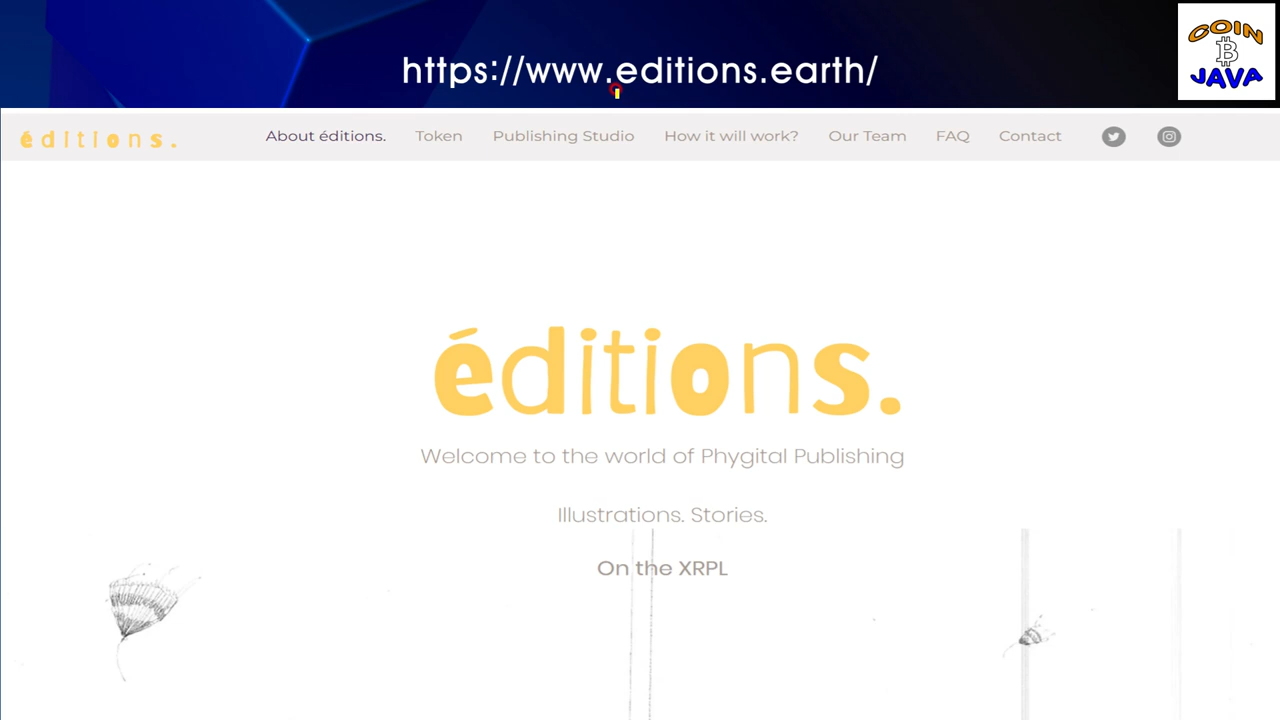 https://www.editions.earth/
COIN
₿
JAVA
éditions.
About éditions. Token Publishing Studio How it will work? Our Team FAQ Contact
éditions.
Welcome to the world of Phygital Publishing
Illustrations. Stories.
On the XRPL